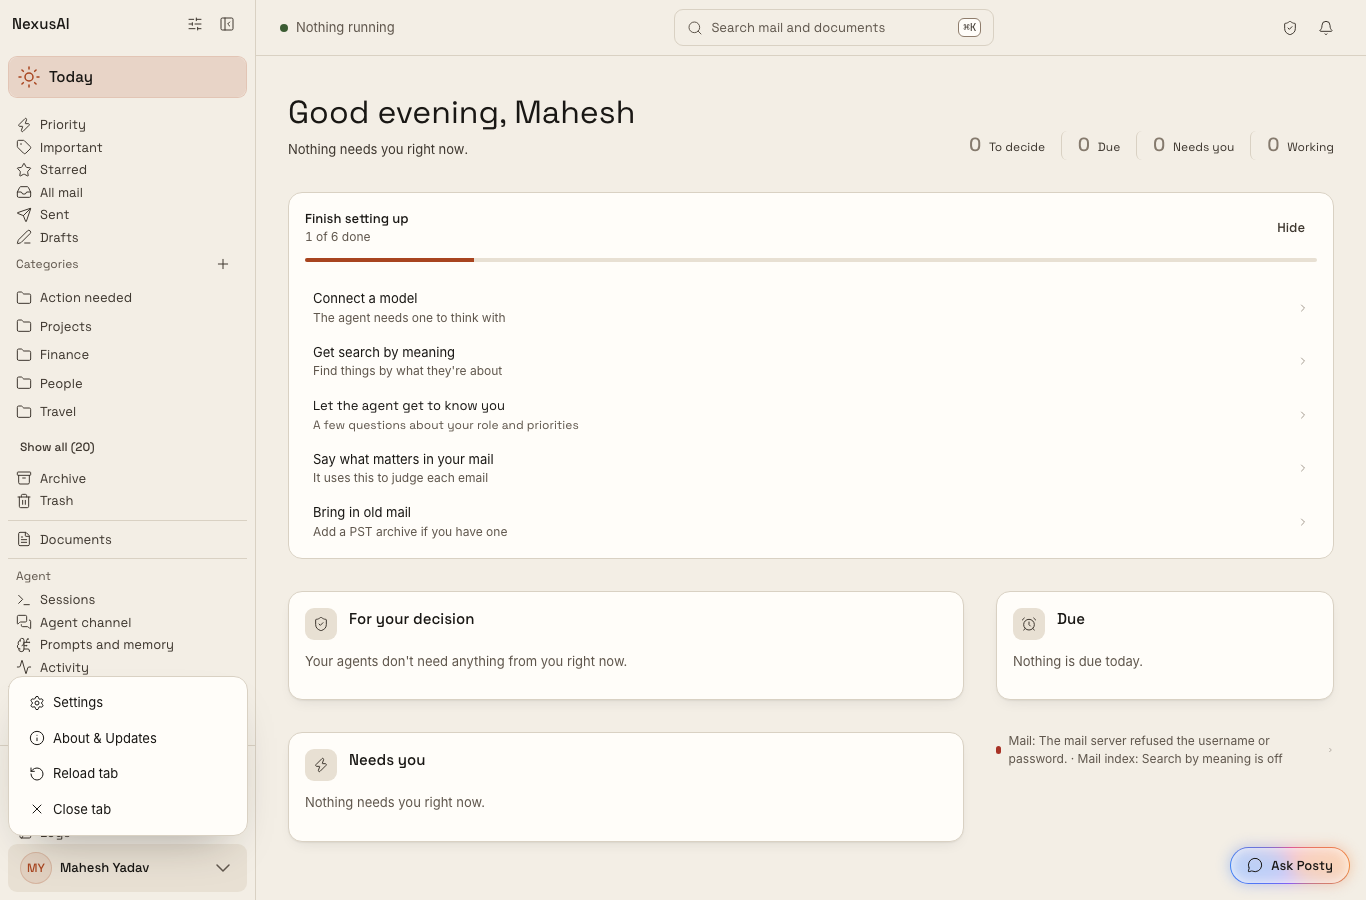 NexusAI
Today
Priority
Important
Starred
All mail
Sent
Drafts
Categories
Action needed
Projects
Finance
People
Travel
Show all (20)
Archive
Trash
Documents
Agent
Sessions
Agent channel
Prompts and memory
Activity
Settings
About & Updates
Reload tab
Close tab
MY Mahesh Yadav
Nothing running
Search mail and documents ⌘K
Good evening, Mahesh
Nothing needs you right now.
0 To decide 0 Due 0 Needs you 0 Working
Finish setting up
1 of 6 done
Hide
Connect a model
The agent needs one to think with
Get search by meaning
Find things by what they're about
Let the agent get to know you
A few questions about your role and priorities
Say what matters in your mail
It uses this to judge each email
Bring in old mail
Add a PST archive if you have one
For your decision
Your agents don't need anything from you right now.
Due
Nothing is due today.
Needs you
Nothing needs you right now.
Mail: The mail server refused the username or
password. · Mail index: Search by meaning is off
Ask Posty